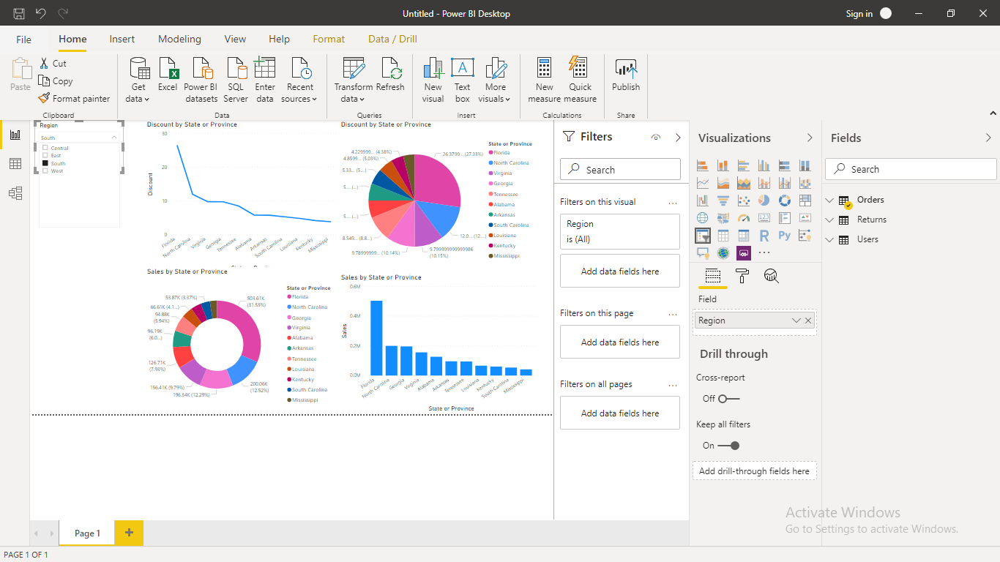 Untitled - Power BI Desktop
Sign in
File
Home
Insert
Modeling
View
Help
Format
Data / Drill
Paste
Cut
Copy
Format painter
Clipboard
Get data
Excel
Power BI datasets
SQL Server
Enter data
Recent sources
Data
Transform data
Refresh
Queries
New visual
Text box
More visuals
Insert
New measure
Quick measure
Calculations
Publish
Share
Region
South
Central
East
South
West
Discount by State or Province
Discount
30
20
10
0
Florida
North Carolina
Virginia
Georgia
Tennessee
Alabama
Arkansas
South Carolina
Louisiana
Kentucky
Mississippi
Discount by State or Province
4.229999... (4.38%)
4.8599... (5.03%)
5.33... (5....)
5.... (...)
5.... (...)
8.549... (8.8...)
9.78999999... (10.14%)
26.3799... (27.33%)
12.0... (12....)
9.799999999999986
(10.15%)
State or Province
Florida
North Carolina
Virginia
Georgia
Tennessee
Alabama
Arkansas
South Carolina
Louisiana
Kentucky
Mississippi
Sales by State or Province
53.87K (3.37%)
66.61K (4.1...)
94.88K
(5.94%)
96.19K
(6.0...)
126.71K
(7.93%)
156.41K (9.79%)
196.34K (12.29%)
503.61K
(31.53%)
200.06K
(12.52%)
State or Province
Florida
North Carolina
Georgia
Virginia
Alabama
Arkansas
Tennessee
Louisiana
Kentucky
South Carolina
Mississippi
Sales by State or Province
Sales
0.6M
0.4M
0.2M
0.0M
Florida
North Carolina
Georgia
Virginia
Alabama
Arkansas
Tennessee
Louisiana
Kentucky
South Carolina
Mississippi
State or Province
Filters
Search
Filters on this visual
...
Region
is (All)
Add data fields here
Filters on this page
...
Add data fields here
Filters on all pages
...
Add data fields here
Visualizations
R
Py
...
Field
Region
Drill through
Cross-report
Off
Keep all filters
On
Add drill-through fields here
Fields
Search
Orders
Returns
Users
Activate Windows
Go to Settings to activate Windows.
Page 1
PAGE 1 OF 1